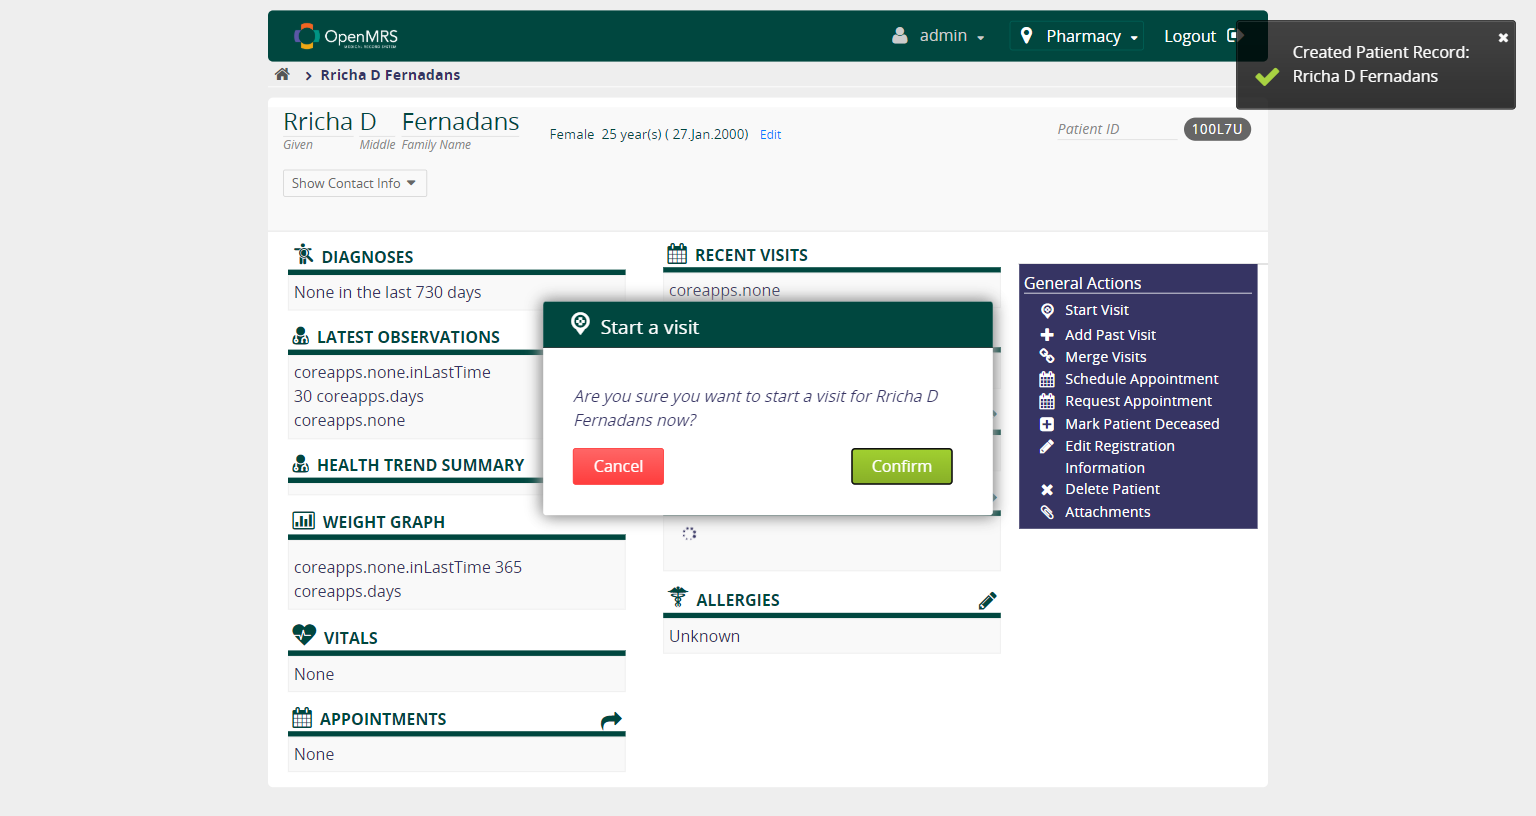 OpenMRS
MEDICAL RECORD SYSTEM
admin
Pharmacy
Logout
Created Patient Record:
Rricha D Fernadans
Rricha D Fernadans
Rricha D Fernadans
Given Middle Family Name
Female 25 year(s) ( 27.Jan.2000) Edit
Patient ID 100L7U
Show Contact Info
DIAGNOSES
None in the last 730 days
LATEST OBSERVATIONS
coreapps.none.inLastTime
30 coreapps.days
coreapps.none
HEALTH TREND SUMMARY
WEIGHT GRAPH
coreapps.none.inLastTime 365
coreapps.days
VITALS
None
APPOINTMENTS
None
RECENT VISITS
coreapps.none
Start a visit
Are you sure you want to start a visit for Rricha D
Fernadans now?
Cancel
Confirm
ALLERGIES
Unknown
General Actions
Start Visit
Add Past Visit
Merge Visits
Schedule Appointment
Request Appointment
Mark Patient Deceased
Edit Registration
Information
Delete Patient
Attachments